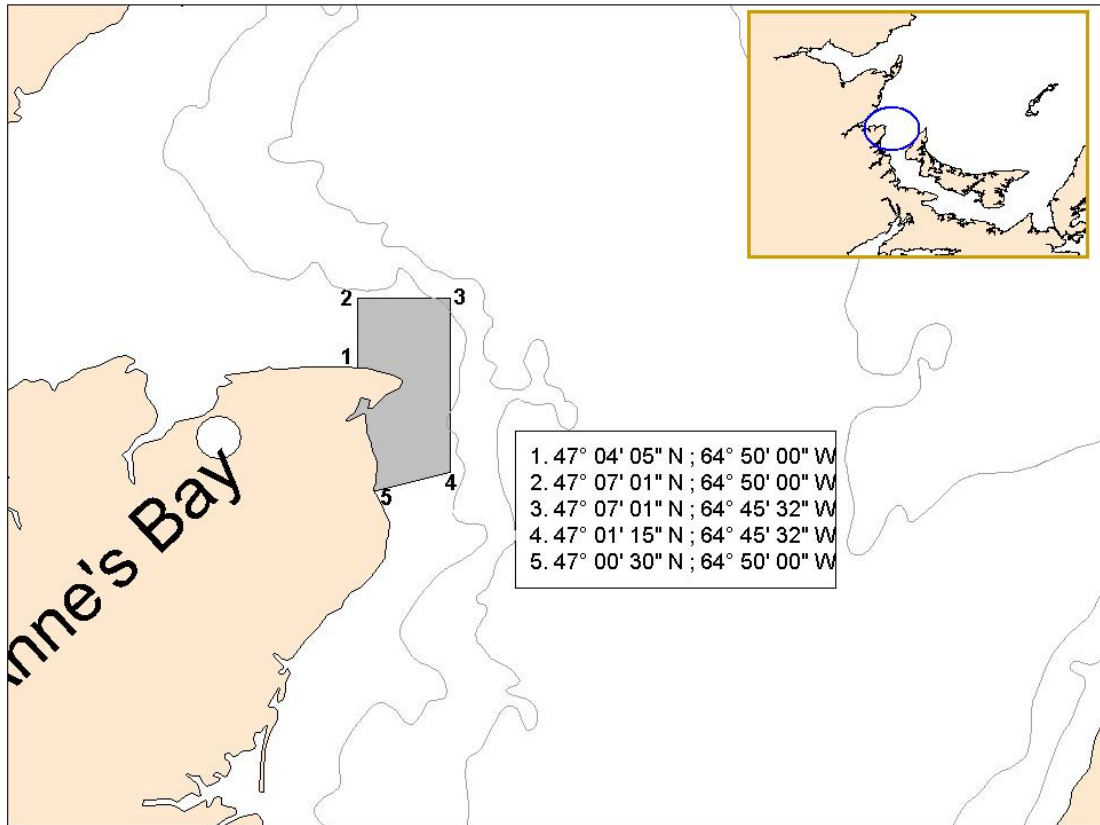 2
3
1
4
5
1. 47° 04' 05" N ; 64° 50' 00" W
2. 47° 07' 01" N ; 64° 50' 00" W
3. 47° 07' 01" N ; 64° 45' 32" W
4. 47° 01' 15" N ; 64° 45' 32" W
5. 47° 00' 30" N ; 64° 50' 00" W
Anne's Bay